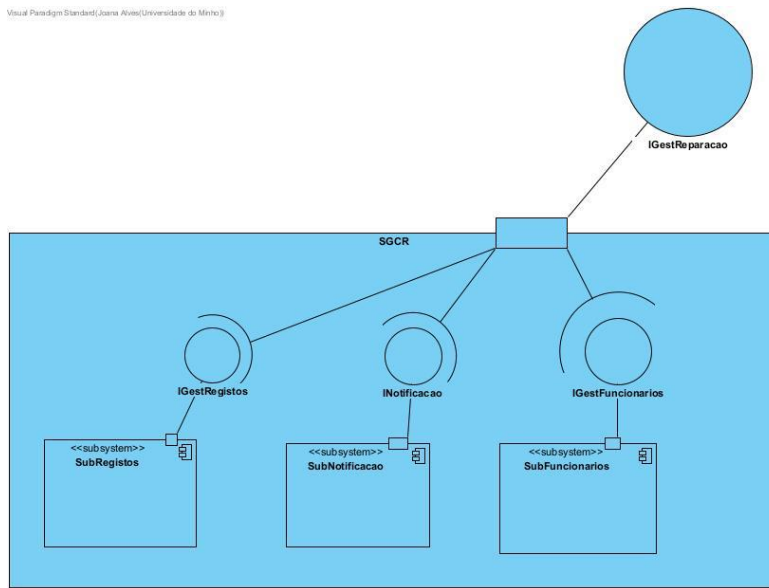 Visual Paradigm Standard(Joana Alves(Universidade do Minho))
IGestReparacao
SGCR
IGestRegistos
INotificacao
IGestFuncionarios
<<subsystem>>
SubRegistos
<<subsystem>>
SubNotificacao
<<subsystem>>
SubFuncionarios